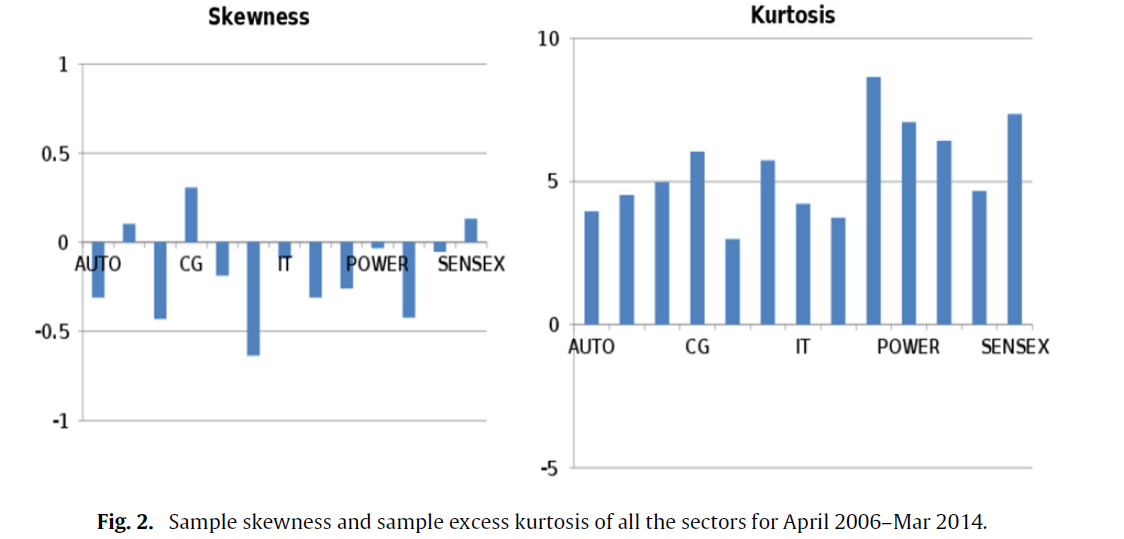 Skewness
1
0.5
0
-0.5
-1
AUTO CG IT POWER SENSEX
Kurtosis
10
5
0
-5
AUTO CG IT POWER SENSEX
Fig. 2. Sample skewness and sample excess kurtosis of all the sectors for April 2006–Mar 2014.